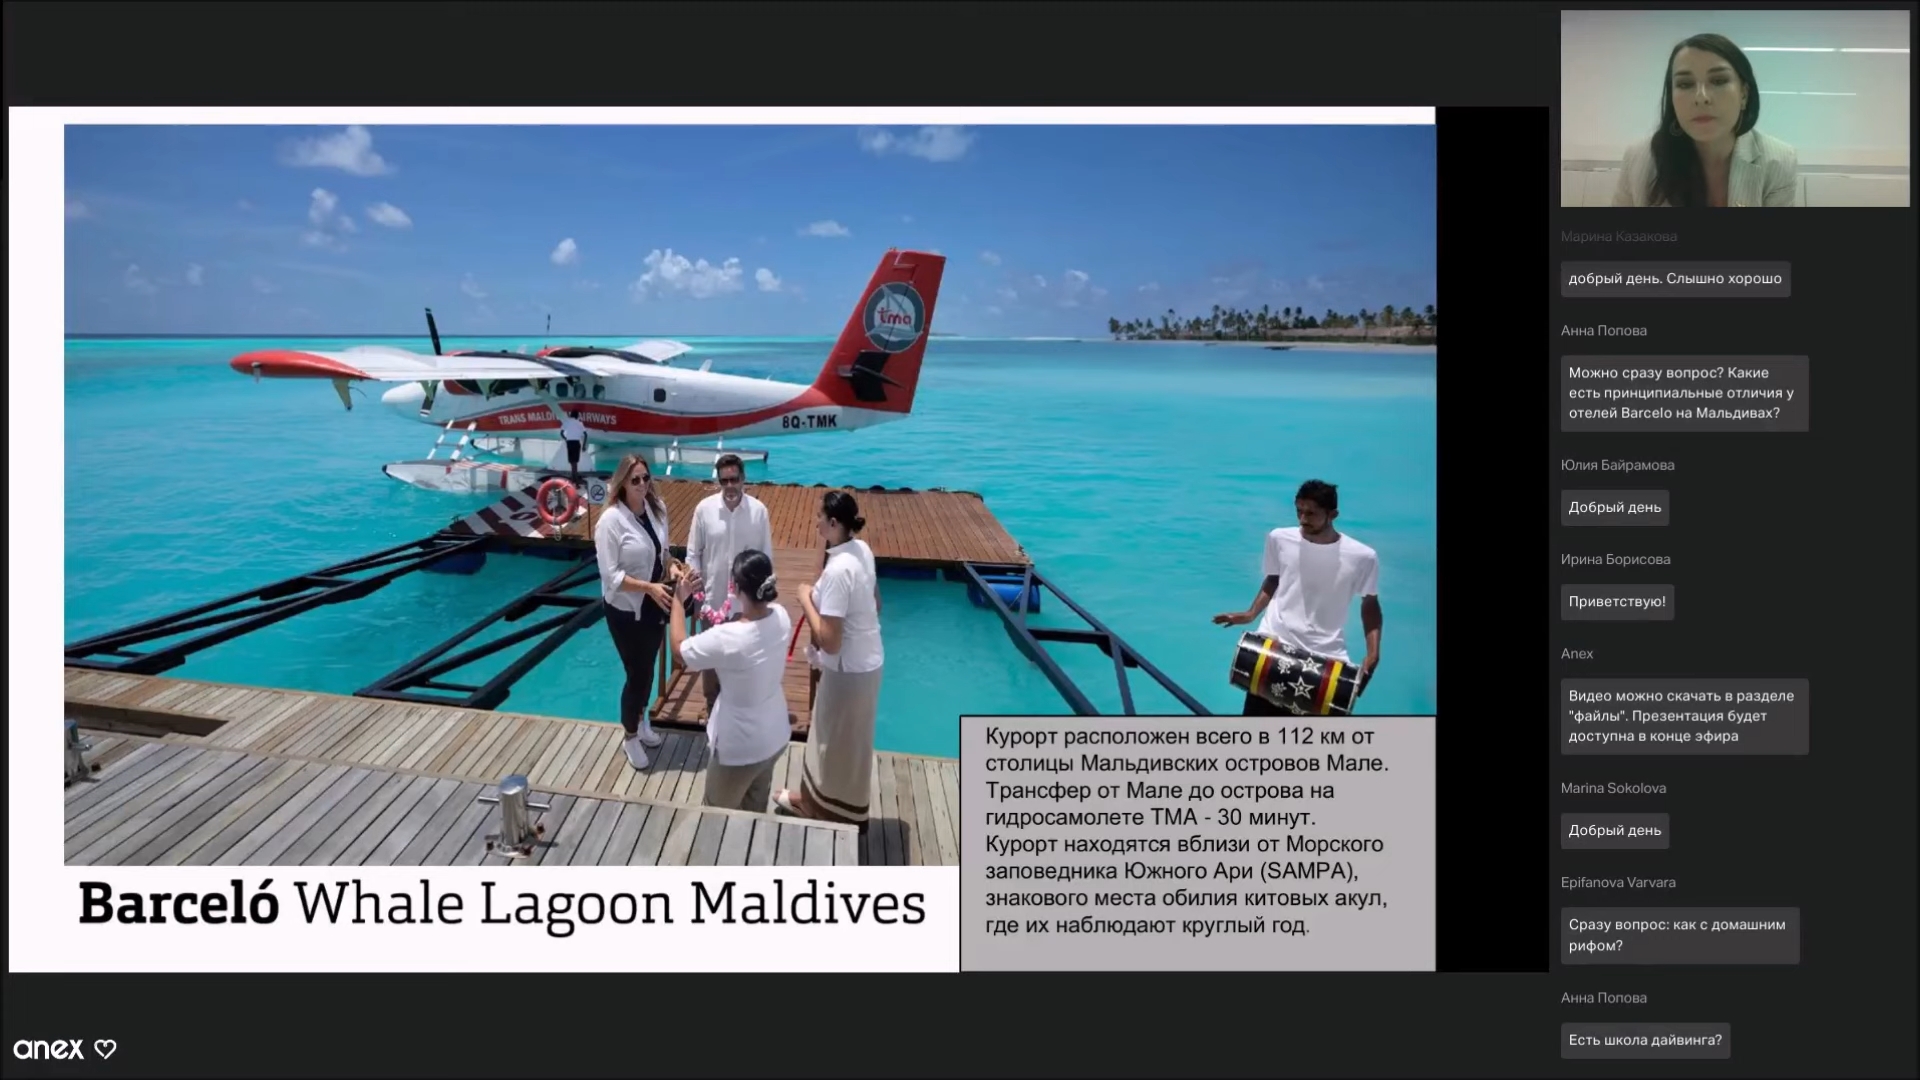 tma
TRANS MALDIVIAN AIRWAYS
8Q-TMK
Курорт расположен всего в 112 км от
столицы Мальдивских островов Мале.
Трансфер от Мале до острова на
гидросамолете TMA - 30 минут.
Курорт находятся вблизи от Морского
заповедника Южного Ари (SAMPA),
знакового места обилия китовых акул,
где их наблюдают круглый год.
Barceló Whale Lagoon Maldives
anex
Марина Казакова
добрый день. Слышно хорошо
Анна Попова
Можно сразу вопрос? Какие
есть принципиальные отличия у
отелей Barcelo на Мальдивах?
Юлия Байрамова
Добрый день
Ирина Борисова
Приветствую!
Anex
Видео можно скачать в разделе
"файлы". Презентация будет
доступна в конце эфира
Marina Sokolova
Добрый день
Epifanova Varvara
Сразу вопрос: как с домашним
рифом?
Анна Попова
Есть школа дайвинга?